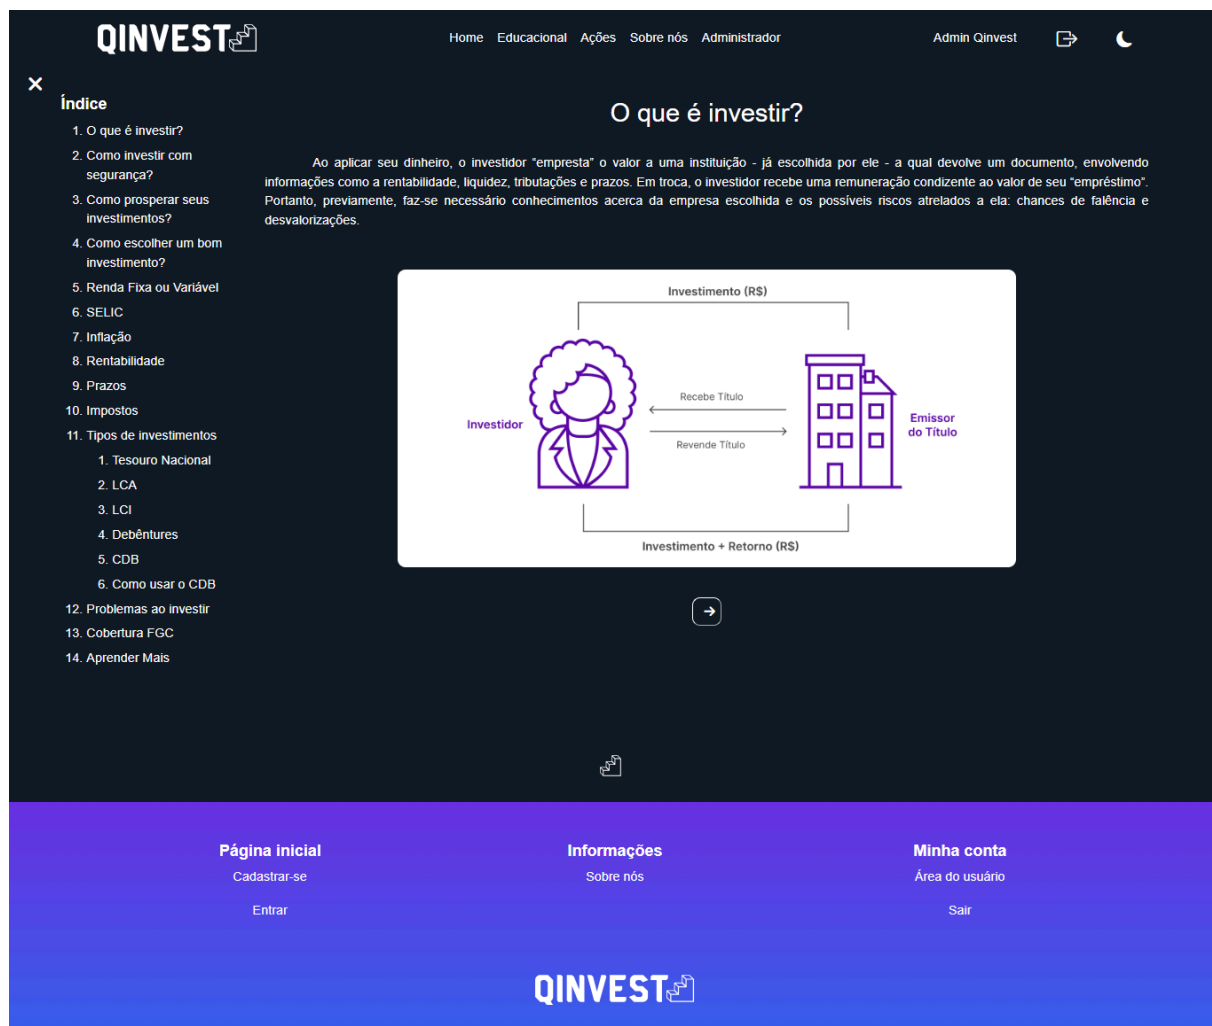 QINVEST
Home Educacional Ações Sobre nós Administrador
Admin Qinvest
Índice
1. O que é investir?
2. Como investir com
segurança?
3. Como prosperar seus
investimentos?
4. Como escolher um bom
investimento?
5. Renda Fixa ou Variável
6. SELIC
7. Inflação
8. Rentabilidade
9. Prazos
10. Impostos
11. Tipos de investimentos
1. Tesouro Nacional
2. LCA
3. LCI
4. Debêntures
5. CDB
6. Como usar o CDB
12. Problemas ao investir
13. Cobertura FGC
14. Aprender Mais
O que é investir?
Ao aplicar seu dinheiro, o investidor “empresta” o valor a uma instituição - já escolhida por ele - a qual devolve um documento, envolvendo
informações como a rentabilidade, liquidez, tributações e prazos. Em troca, o investidor recebe uma remuneração condizente ao valor de seu “empréstimo”.
Portanto, previamente, faz-se necessário conhecimentos acerca da empresa escolhida e os possíveis riscos atrelados a ela: chances de falência e
desvalorizações.
Investimento (R$)
Investidor
Recebe Título
Revende Título
Emissor
do Título
Investimento + Retorno (R$)
Página inicial
Cadastrar-se
Entrar
Informações
Sobre nós
Minha conta
Área do usuário
Sair
QINVEST